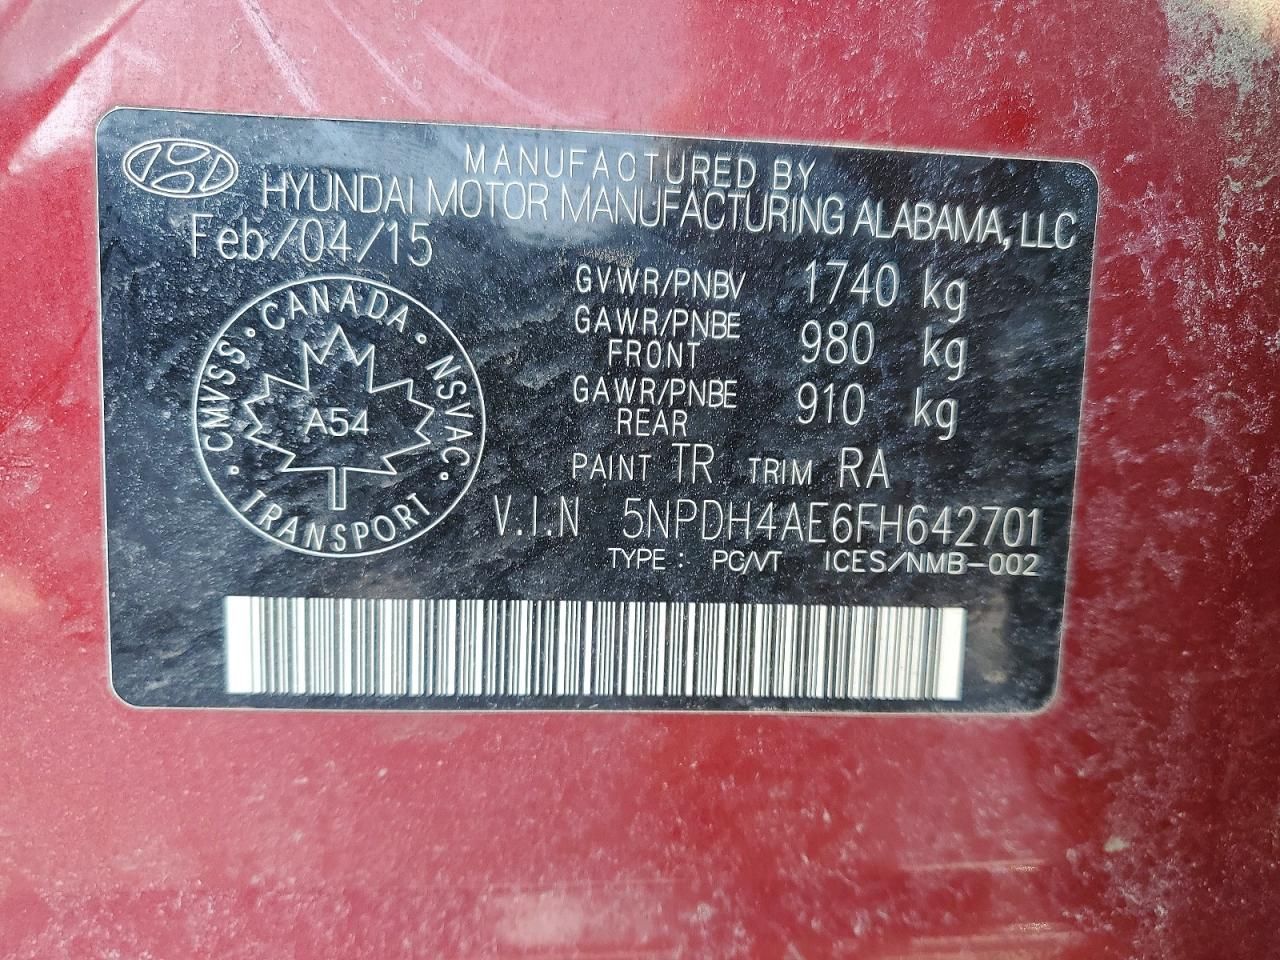 MANUFACTURED BY
HYUNDAI MOTOR MANUFACTURING ALABAMA, LLC
Feb/04/15
GVWR/PNBV 1740 kg
GAWR/PNBE FRONT 980 kg
GAWR/PNBE REAR 910 kg
PAINT TR TRIM RA
V.I.N 5NPDH4AE6FH642701
TYPE : PC/VT ICES/NMB-002
CANADA
CMVSS
NSVAC
A54
TRANSPORT